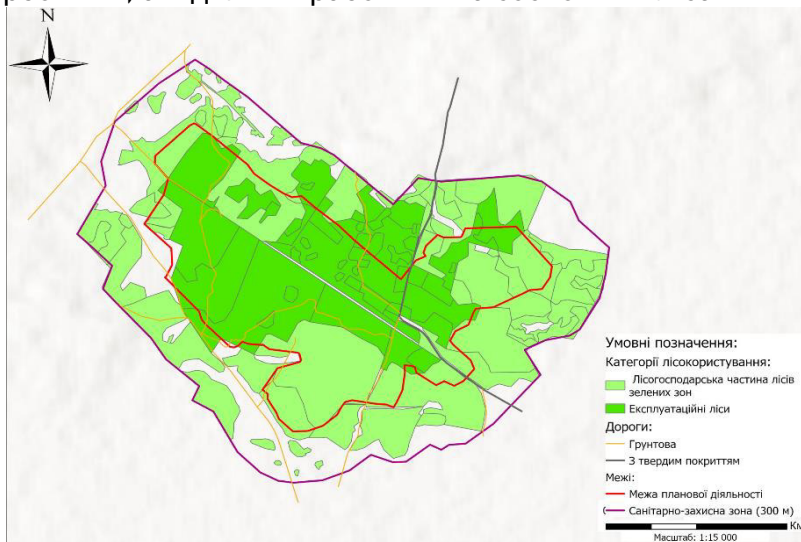 N
Умовні позначення:
Категорії лісокористування:
Лісогосподарська частина лісів
зелених зон
Експлуатаційні ліси
Дороги:
Грунтова
З твердим покриттям
Межі:
Межа планової діяльності
Санітарно-захисна зона (300 м)
Км
Масштаб: 1:15 000